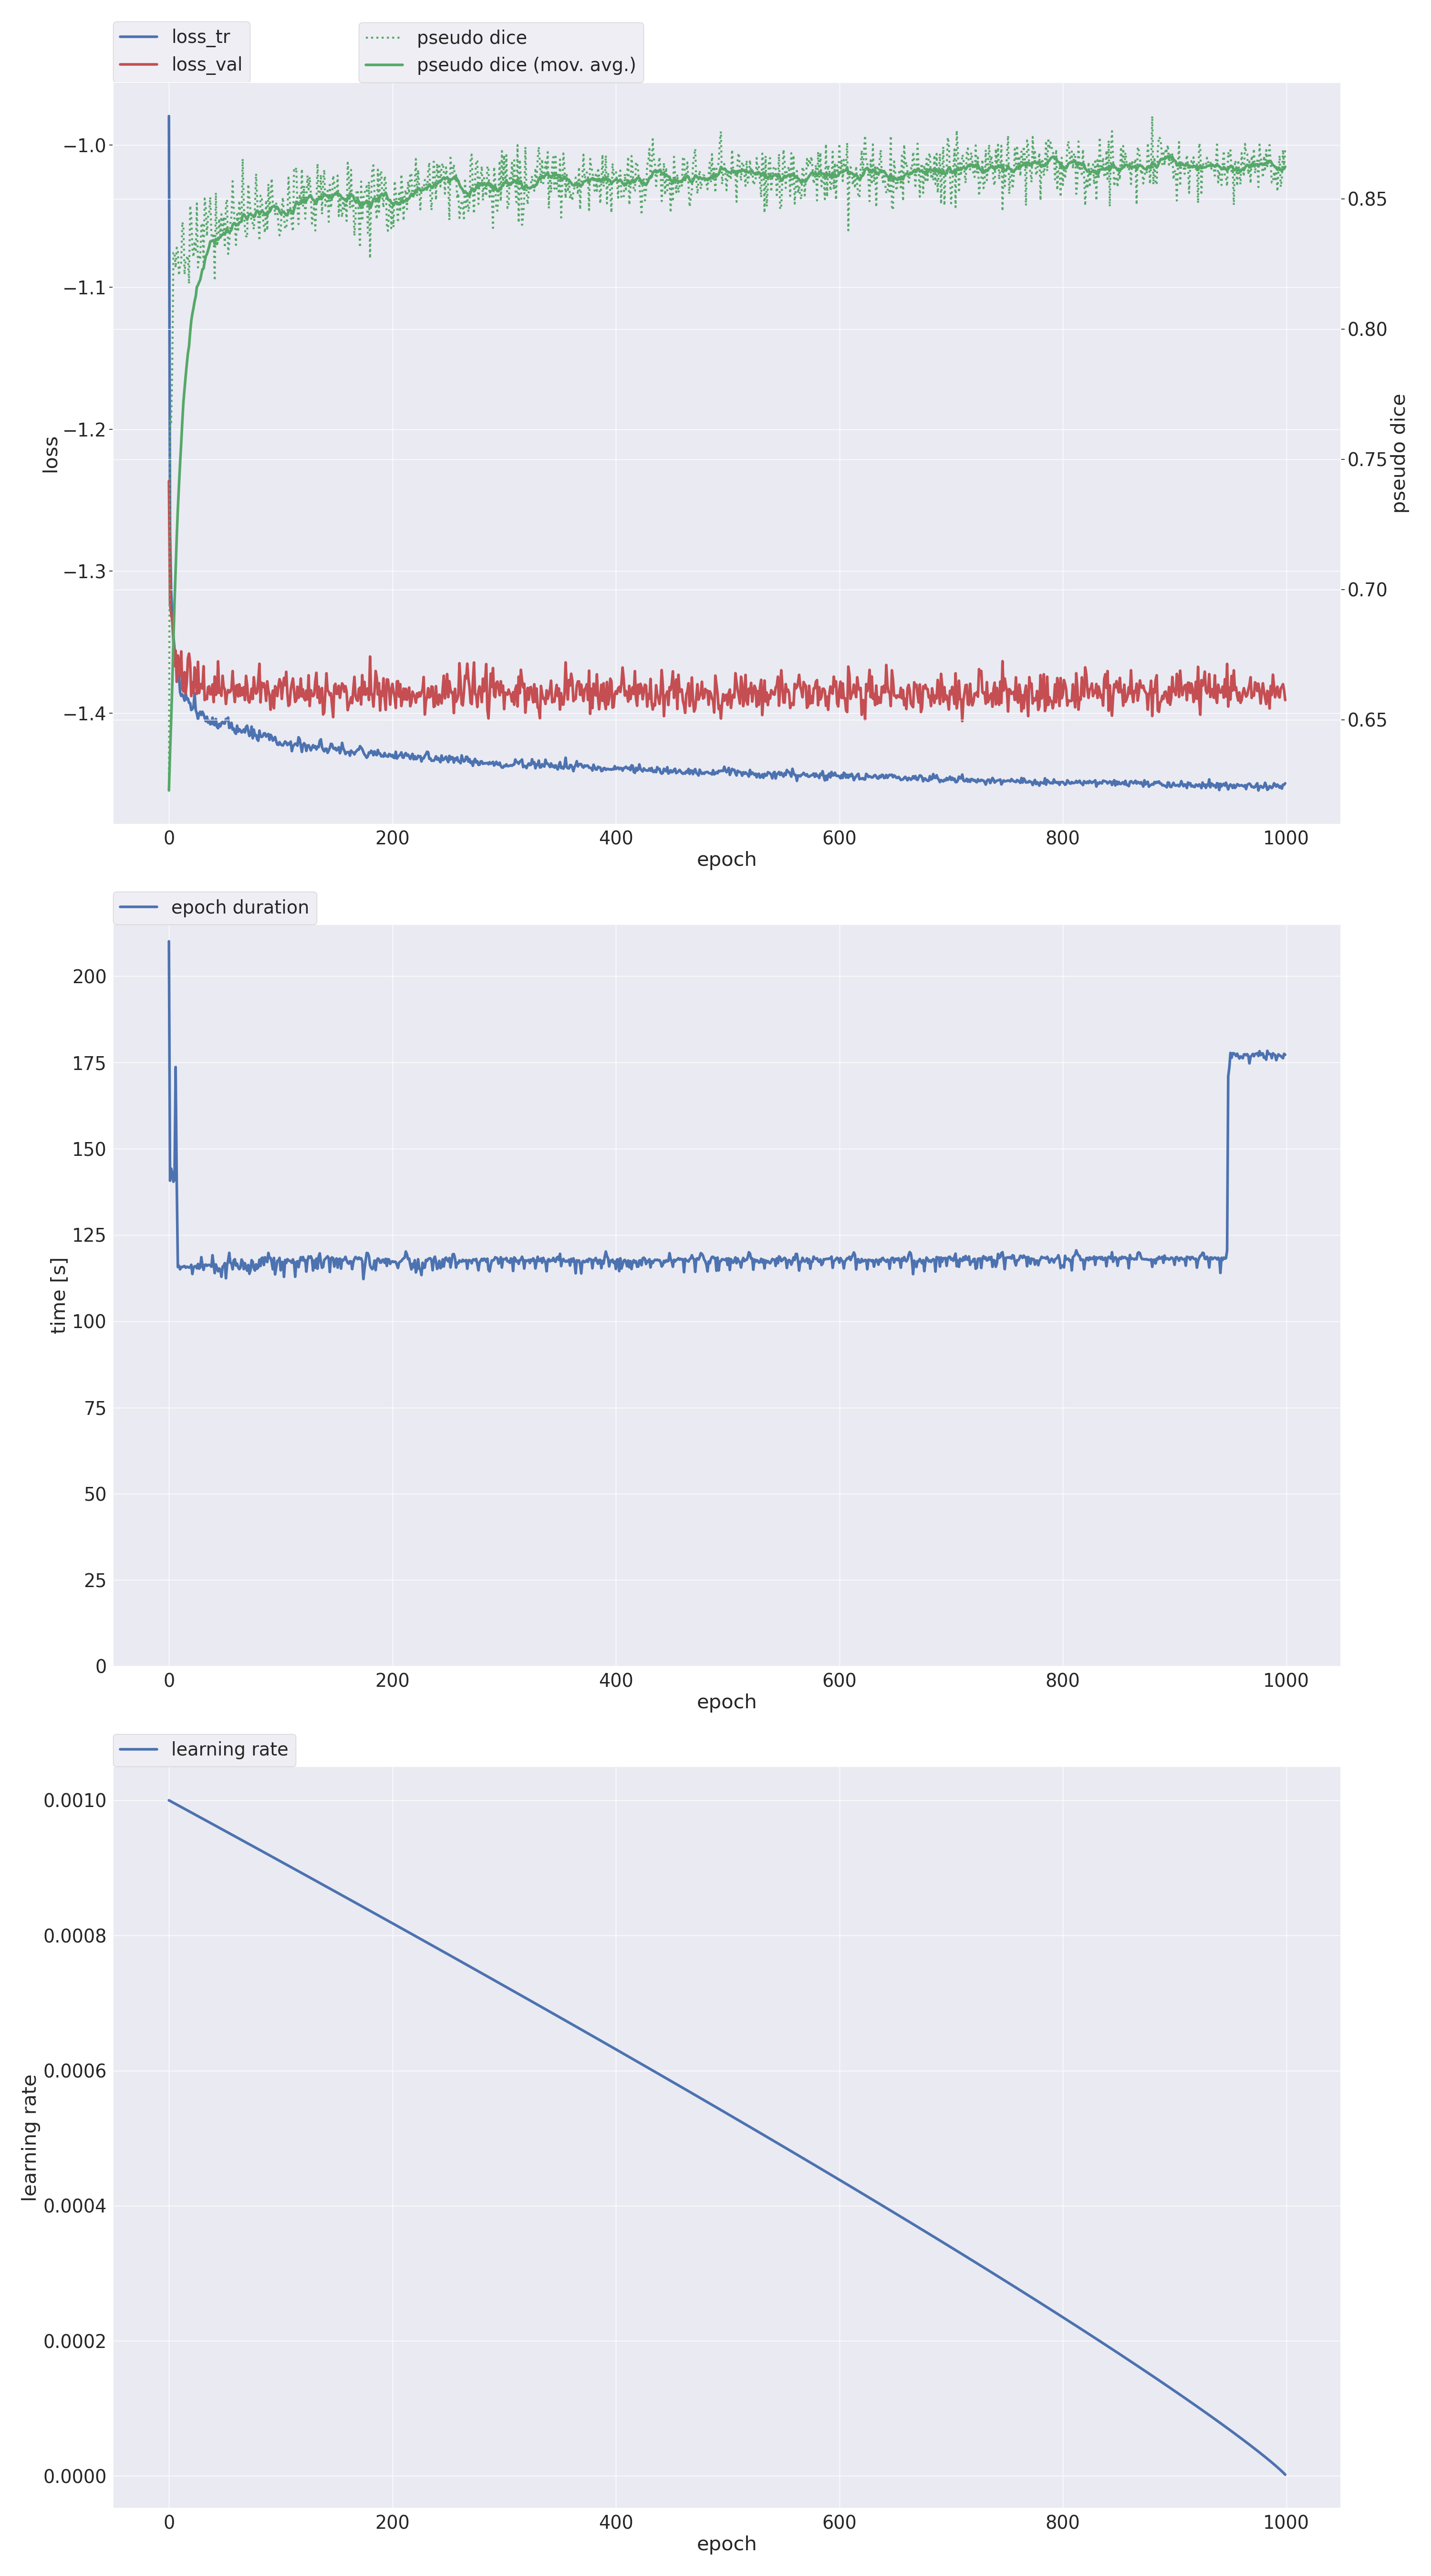 loss_tr
loss_val
pseudo dice
pseudo dice (mov. avg.)
−1.0
−1.1
−1.2
−1.3
−1.4
loss
0.85
0.80
0.75
0.70
0.65
pseudo dice
0 200 400 600 800 1000
epoch
epoch duration
200
175
150
125
100
75
50
25
0
time [s]
0 200 400 600 800 1000
epoch
learning rate
0.0010
0.0008
0.0006
0.0004
0.0002
0.0000
learning rate
0 200 400 600 800 1000
epoch